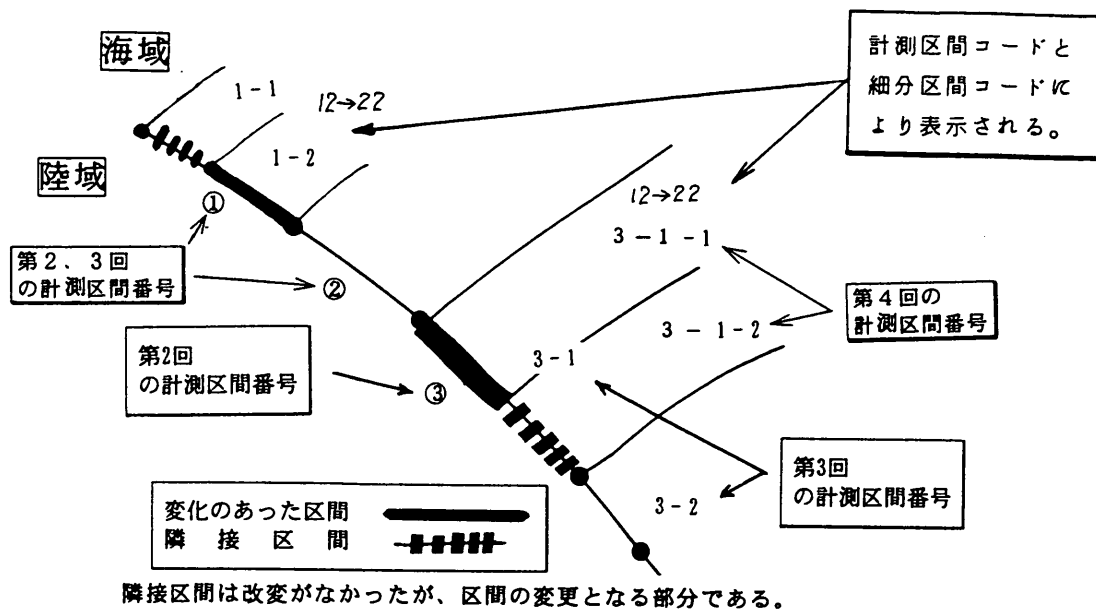 海域
陸域
1-1
12→22
1-2
計測区間コードと
細分区間コードに
より表示される。
①
第2、3回
の計測区間番号
②
12→22
3-1-1
3-1-2
第4回の
計測区間番号
第2回
の計測区間番号
③
3-1
第3回
の計測区間番号
3-2
変化のあった区間
隣接区間
隣接区間は改変がなかったが、区間の変更となる部分である。